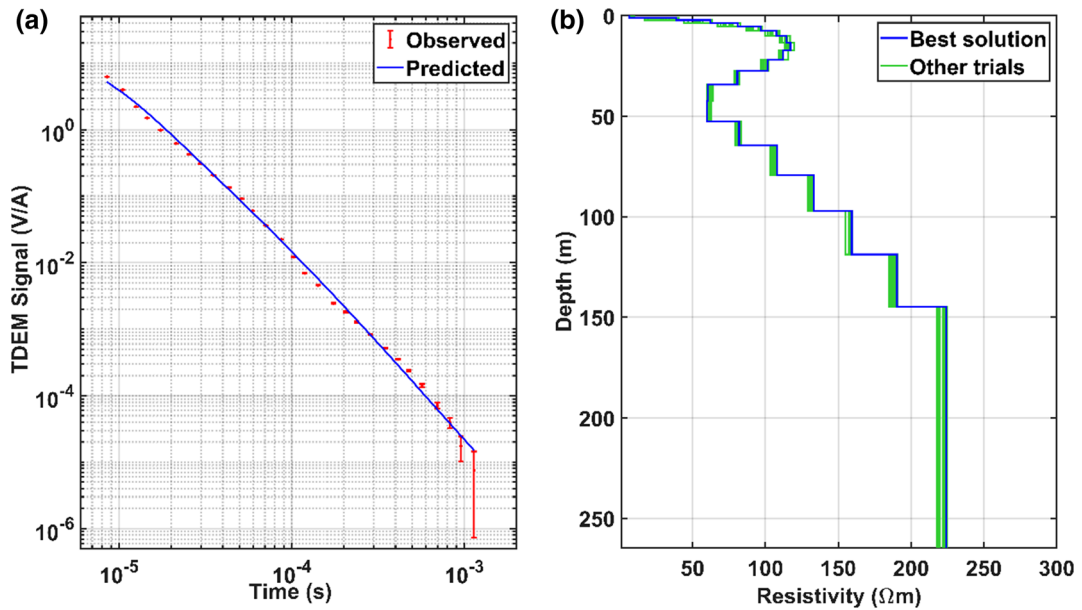 (a)
Observed
Predicted
10^0
10^-2
10^-4
10^-6
TDEM Signal (V/A)
10^-5
10^-4
10^-3
Time (s)
(b)
Best solution
Other trials
0
50
100
150
200
250
Depth (m)
50
100
150
200
250
300
Resistivity (Ωm)